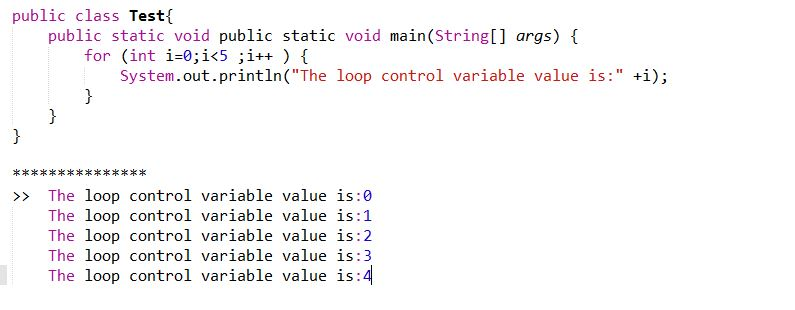 public class Test{
public static void public static void main(String[] args) {
for (int i=0;i<5 ;i++ ) {
System.out.println("The loop control variable value is:" +i);
}
}
}
***************
>> The loop control variable value is:0
The loop control variable value is:1
The loop control variable value is:2
The loop control variable value is:3
The loop control variable value is:4